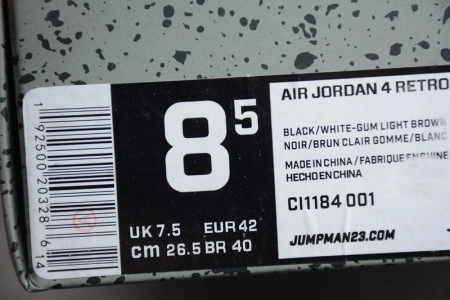 AIR JORDAN 4 RETRO
BLACK/WHITE-GUM LIGHT BROWN
NOIR/BRUN CLAIR GOMME/BLANC
MADE IN CHINA / FABRIQUE EN CHINE
HECHO EN CHINA
CI1184 001
JUMPMAN23.COM
8 5
UK 7.5 EUR 42
cm 26.5 BR 40
1 92500 20328 6 14